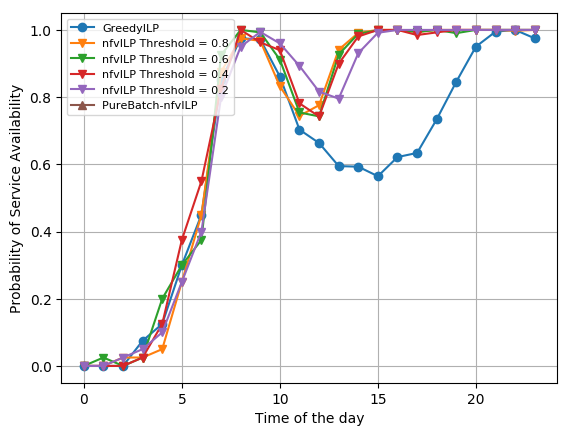 GreedyILP
nfvILP Threshold = 0.8
nfvILP Threshold = 0.6
nfvILP Threshold = 0.4
nfvILP Threshold = 0.2
PureBatch-nfvILP
Probability of Service Availability
1.0
0.8
0.6
0.4
0.2
0.0
0 5 10 15 20
Time of the day